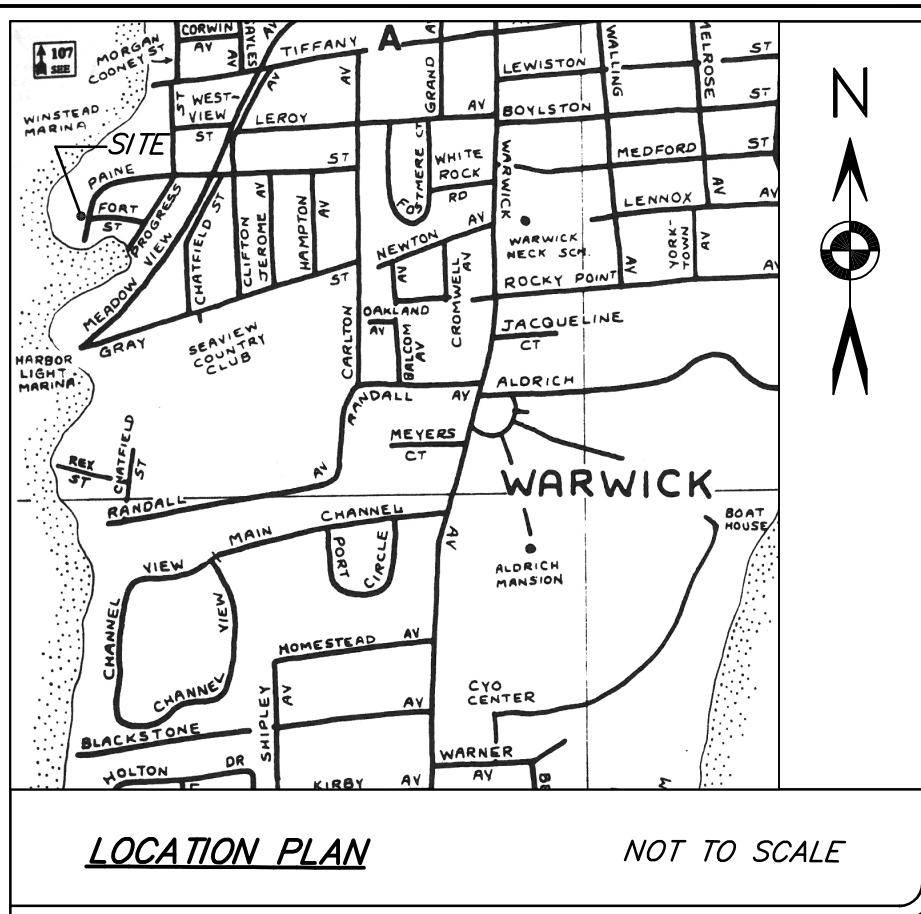 107
SEE
CORWIN
AV
GAYLES
AV
MORGAN
COONEY ST
TIFFANY
AV
A
GRAND
AV
LEWISTON
WALLING
MELROSE
ST
WINSTEAD
MARINA
ST
WEST-
VIEW
ST
LEROY
AV
BOYLSTON
ST
SITE
PAINE
ST
WHITE
ROCK
RD
WARWICK
MEDFORD
ST
FORT
ST
PROGRESS
MEADOW VIEW
AV
CHATFIELD ST
CLIFTON
JEROME AV
HAMPTON
AV
NEWTON
AV
LENNOX
AV
AV
WARWICK
NECK SCH.
AV
YORK-
TOWN
AV
ST
AV
CROMWELL
AV
ROCKY POINT
AV
GRAY
SEAVIEW
COUNTRY
CLUB
CARLTON
OAKLAND
AV
BALCOM
AV
JACQUELINE
CT
HARBOR
LIGHT
MARINA
RANDALL
AV
ALDRICH
MEYERS
CT
REX
ST
CHATFIELD
ST
WARWICK
RANDALL
AV
MAIN
CHANNEL
AV
BOAT
HOUSE
VIEW
PORT
CIRCLE
ALDRICH
MANSION
CHANNEL
VIEW
CHANNEL
HOMESTEAD
AV
SHIPLEY
AV
AV
CYO
CENTER
BLACKSTONE
WARNER
AV
HOLTON
DR
KIRBY
AV
N
LOCATION PLAN
NOT TO SCALE